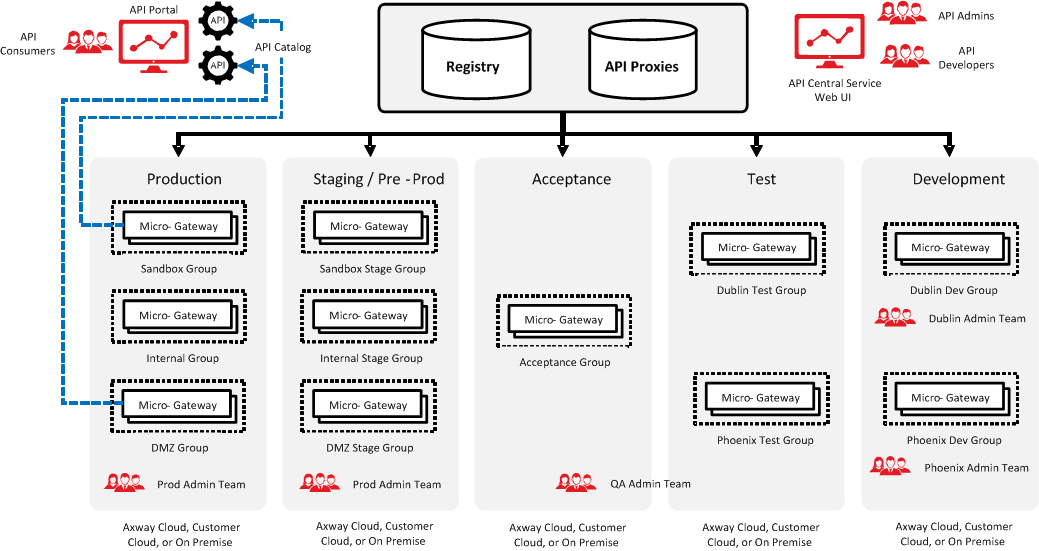 API Portal
API
Consumers
API
API
API Catalog
Registry
API Proxies
API Admins
API
Developers
API Central Service
Web UI
Production
Micro- Gateway
Sandbox Group
Micro- Gateway
Internal Group
Micro- Gateway
DMZ Group
Prod Admin Team
Axway Cloud, Customer
Cloud, or On Premise
Staging / Pre -Prod
Micro- Gateway
Sandbox Stage Group
Micro- Gateway
Internal Stage Group
Micro- Gateway
DMZ Stage Group
Prod Admin Team
Axway Cloud, Customer
Cloud, or On Premise
Acceptance
Micro- Gateway
Acceptance Group
QA Admin Team
Axway Cloud, Customer
Cloud, or On Premise
Test
Micro- Gateway
Dublin Test Group
Micro- Gateway
Phoenix Test Group
Axway Cloud, Customer
Cloud, or On Premise
Development
Micro- Gateway
Dublin Dev Group
Dublin Admin Team
Micro- Gateway
Phoenix Dev Group
Phoenix Admin Team
Axway Cloud, Customer
Cloud, or On Premise